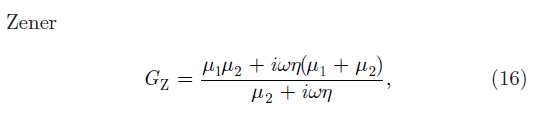 Zener
G_Z = \frac{\mu_1\mu_2 + i\omega\eta(\mu_1 + \mu_2)}{\mu_2 + i\omega\eta}, (16)